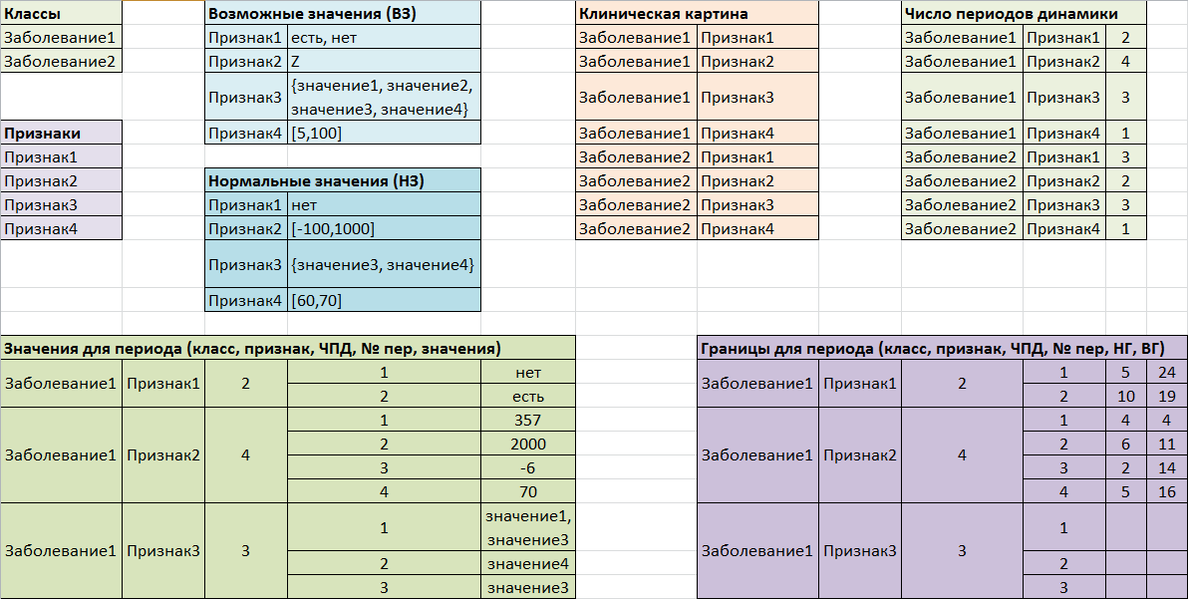 Классы
Заболевание1
Заболевание2
Признаки
Признак1
Признак2
Признак3
Признак4
Возможные значения (ВЗ)
Признак1 есть, нет
Признак2 Z
Признак3 {значение1, значение2,
значение3, значение4}
Признак4 [5,100]
Нормальные значения (НЗ)
Признак1 нет
Признак2 [-100,1000]
Признак3 {значение3, значение4}
Признак4 [60,70]
Клиническая картина
Заболевание1 Признак1
Заболевание1 Признак2
Заболевание1 Признак3
Заболевание1 Признак4
Заболевание2 Признак1
Заболевание2 Признак2
Заболевание2 Признак3
Заболевание2 Признак4
Число периодов динамики
Заболевание1 Признак1 2
Заболевание1 Признак2 4
Заболевание1 Признак3 3
Заболевание1 Признак4 1
Заболевание2 Признак1 3
Заболевание2 Признак2 2
Заболевание2 Признак3 3
Заболевание2 Признак4 1
Значения для периода (класс, признак, ЧПД, № пер, значения)
Заболевание1 Признак1 2
1 нет
2 есть
Заболевание1 Признак2 4
1 357
2 2000
3 -6
4 70
Заболевание1 Признак3 3
1 значение1,
значение3
2 значение4
3 значение3
Границы для периода (класс, признак, ЧПД, № пер, НГ, ВГ)
Заболевание1 Признак1 2
1 5 24
2 10 19
Заболевание1 Признак2 4
1 4 4
2 6 11
3 2 14
4 5 16
Заболевание1 Признак3 3
1
2
3